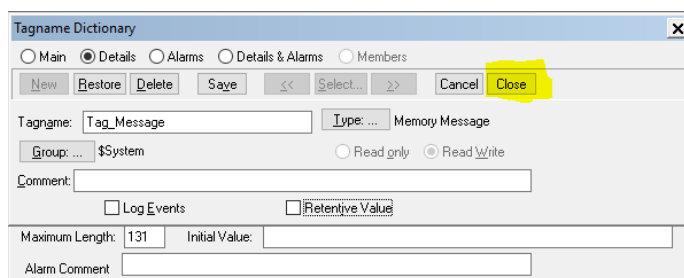 Tagname Dictionary X
Main Details Alarms Details & Alarms Members
New Restore Delete Save << Select... >> Cancel Close
Tagname: Tag_Message Type: ... Memory Message
Group: ... $System Read only Read Write
Comment:
Log Events Retentive Value
Maximum Length: 131 Initial Value:
Alarm Comment